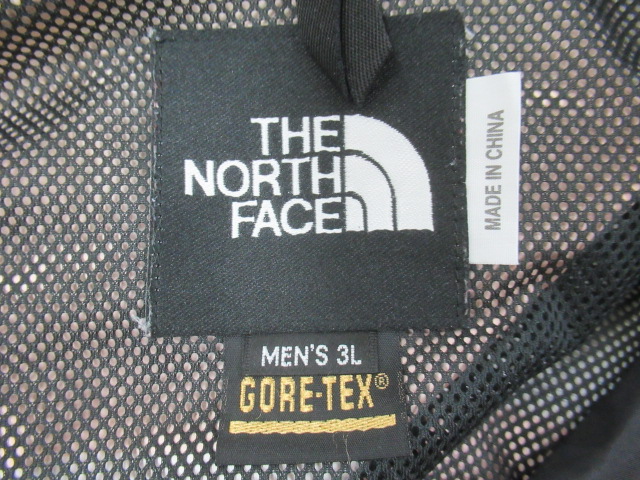 THE
NORTH
FACE
MADE IN CHINA
MEN'S 3L
GORE-TEX®